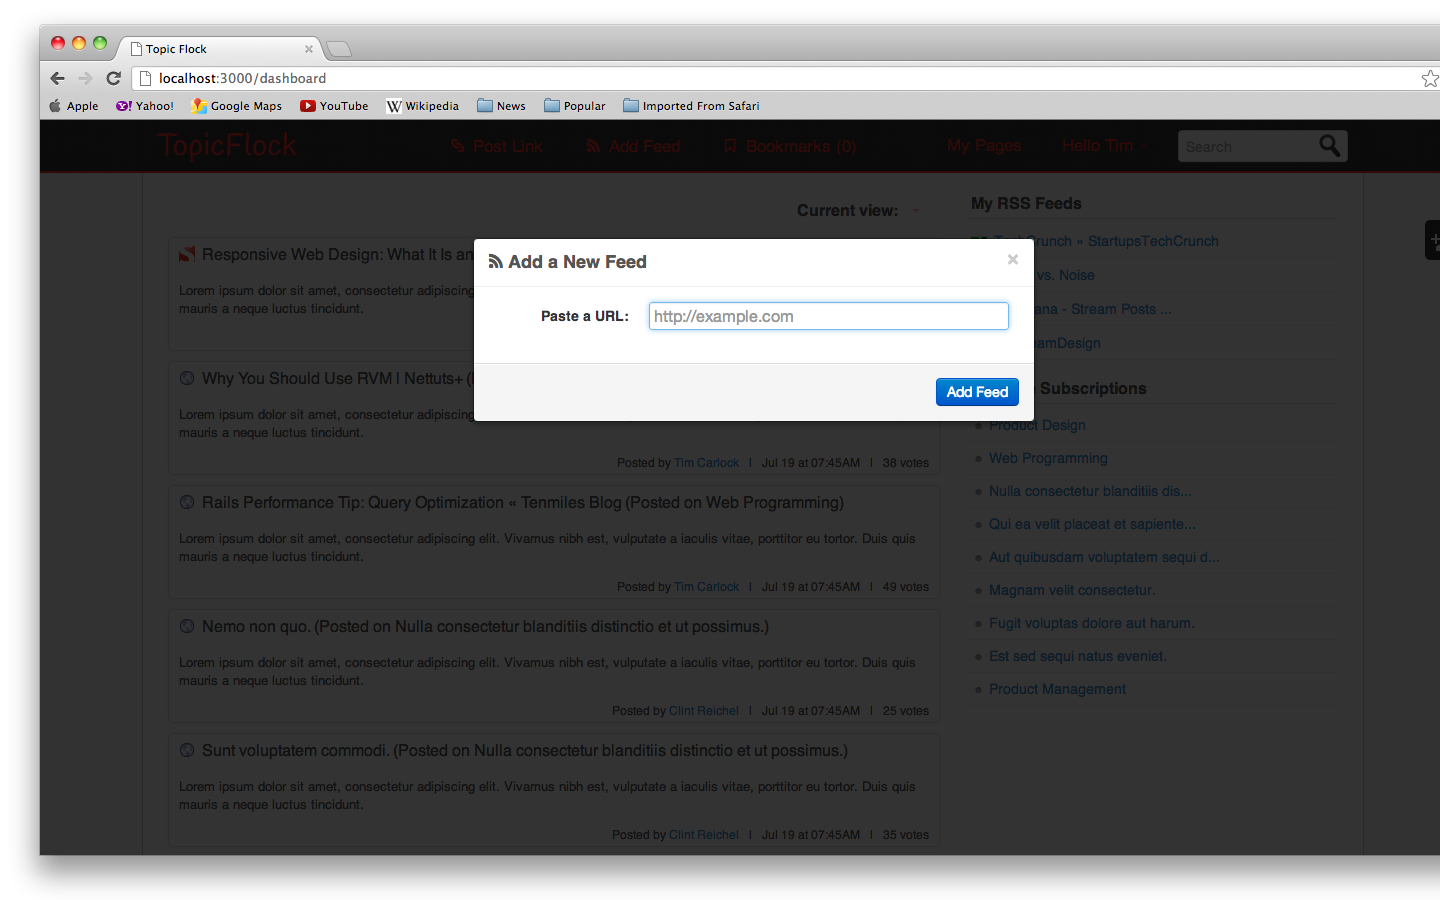 Topic Flock
localhost:3000/dashboard
Apple Yahoo! Google Maps YouTube Wikipedia News Popular Imported From Safari
TopicFlock Post Link Add Feed Bookmarks (0) My Pages Hello Tim Search
Current view:
Responsive Web Design: What It Is an
Lorem ipsum dolor sit amet, consectetur adipiscing
mauris a neque luctus tincidunt.
Add a New Feed
Paste a URL: http://example.com
Add Feed
Why You Should Use RVM | Nettuts+ (
Lorem ipsum dolor sit amet, consectetur adipiscing
mauris a neque luctus tincidunt.
Posted by Tim Carlock | Jul 19 at 07:45AM | 38 votes
Rails Performance Tip: Query Optimization « Tenmiles Blog (Posted on Web Programming)
Lorem ipsum dolor sit amet, consectetur adipiscing elit. Vivamus nibh est, vulputate a iaculis vitae, porttitor eu tortor. Duis quis
mauris a neque luctus tincidunt.
Posted by Tim Carlock | Jul 19 at 07:45AM | 49 votes
Nemo non quo. (Posted on Nulla consectetur blanditiis distinctio et ut possimus.)
Lorem ipsum dolor sit amet, consectetur adipiscing elit. Vivamus nibh est, vulputate a iaculis vitae, porttitor eu tortor. Duis quis
mauris a neque luctus tincidunt.
Posted by Clint Reichel | Jul 19 at 07:45AM | 25 votes
Sunt voluptatem commodi. (Posted on Nulla consectetur blanditiis distinctio et ut possimus.)
Lorem ipsum dolor sit amet, consectetur adipiscing elit. Vivamus nibh est, vulputate a iaculis vitae, porttitor eu tortor. Duis quis
mauris a neque luctus tincidunt.
Posted by Clint Reichel | Jul 19 at 07:45AM | 35 votes
My RSS Feeds
Crunch » StartupsTechCrunch
vs. Noise
ana - Stream Posts ...
amDesign
Subscriptions
Product Design
Web Programming
Nulla consectetur blanditiis dis...
Qui ea velit placeat et sapiente...
Aut quibusdam voluptatem sequi d...
Magnam velit consectetur.
Fugit voluptas dolore aut harum.
Est sed sequi natus eveniet.
Product Management